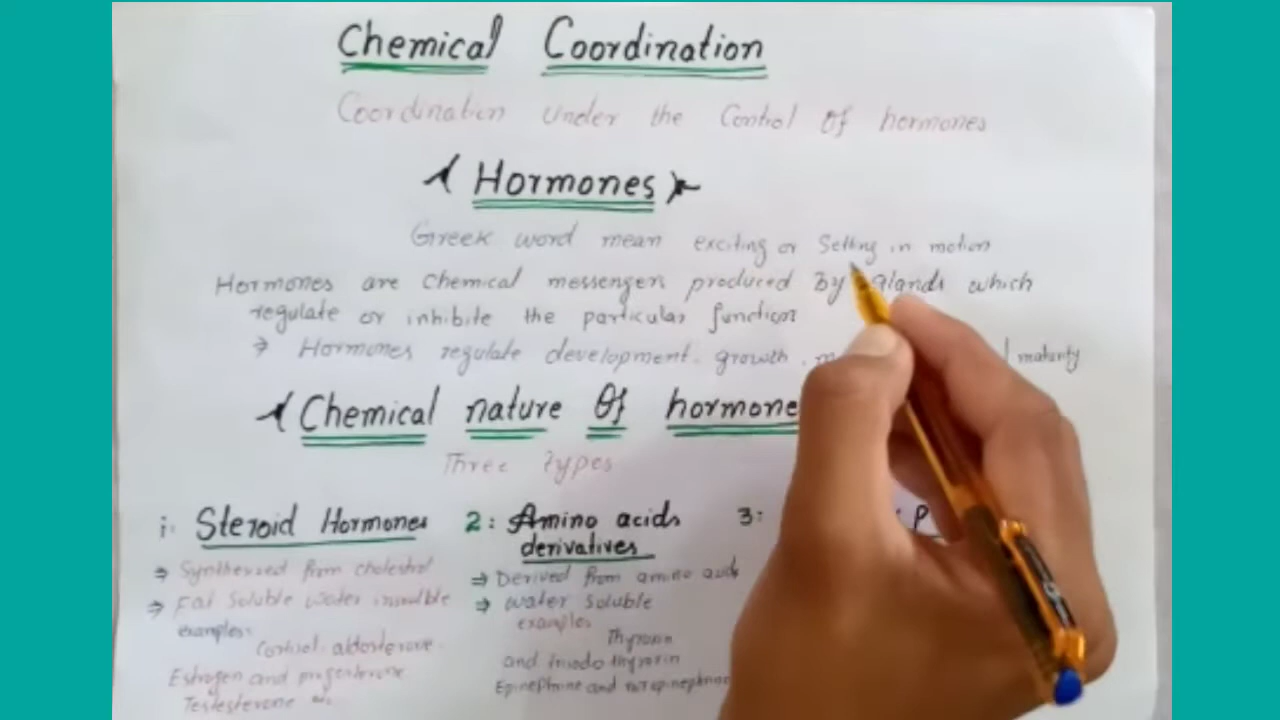 Chemical Coordination
Coordination under the Control Of hormones
Hormones
Greek word mean exciting or Setting in motion
Hormones are chemical messengers produced by glands which
regulate or inhibite the particular function
⇒ Hormones regulate development. growth . maturity
Chemical nature Of hormone
Three types
i. Steroid Hormones
⇒ Synthesized from cholestrol
⇒ Fat soluble water insoluble
examples:
Cortisol. aldosterone.
Estrogen and progesterone
Testesterone
2: Amino acids
derivatives
⇒ Derived from amino acids
⇒ water soluble
examples
Thyroxin
and triiodothyroxin
Epinephrine and norepinephrine
3: P